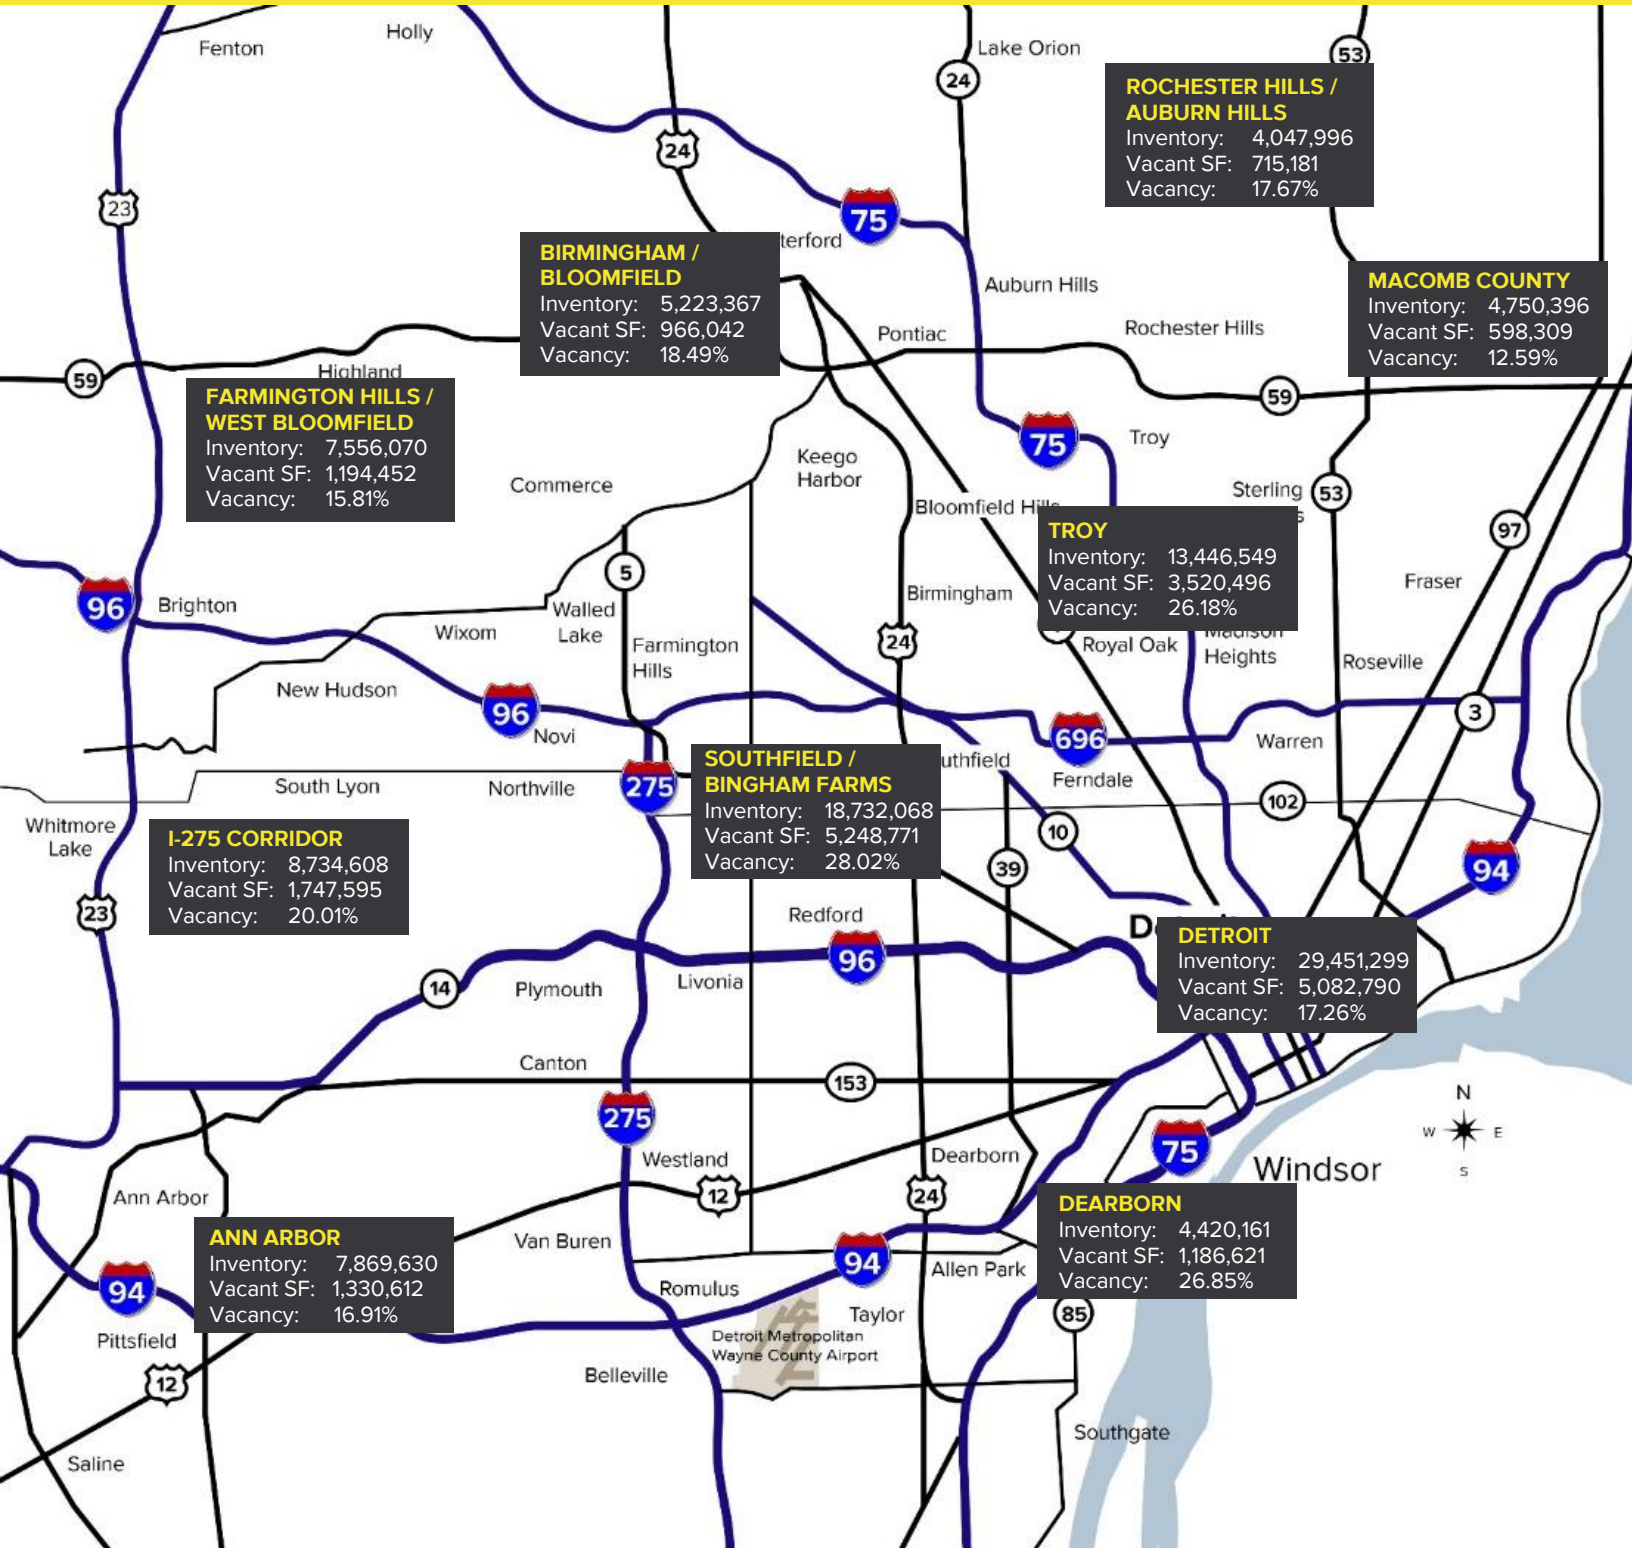 Fenton
Holly
Lake Orion
24
53
ROCHESTER HILLS /
AUBURN HILLS
Inventory: 4,047,996
Vacant SF: 715,181
Vacancy: 17.67%
24
23
75
terford
BIRMINGHAM /
BLOOMFIELD
Inventory: 5,223,367
Vacant SF: 966,042
Vacancy: 18.49%
Auburn Hills
MACOMB COUNTY
Inventory: 4,750,396
Vacant SF: 598,309
Vacancy: 12.59%
Pontiac
Rochester Hills
59
Highland
59
FARMINGTON HILLS /
WEST BLOOMFIELD
Inventory: 7,556,070
Vacant SF: 1,194,452
Vacancy: 15.81%
75
Troy
Keego
Harbor
Commerce
Sterling
s
53
Bloomfield Hills
97
TROY
Inventory: 13,446,549
Vacant SF: 3,520,496
Vacancy: 26.18%
5
Fraser
96
Brighton
Walled
Lake
Birmingham
Wixom
24
Farmington
Hills
Royal Oak
Madison
Heights
Roseville
New Hudson
96
Novi
3
696
Warren
SOUTHFIELD /
BINGHAM FARMS
Inventory: 18,732,068
Vacant SF: 5,248,771
Vacancy: 28.02%
uthfield
Ferndale
South Lyon
Northville
275
102
Whitmore
Lake
10
I-275 CORRIDOR
Inventory: 8,734,608
Vacant SF: 1,747,595
Vacancy: 20.01%
39
94
23
Redford
D
96
DETROIT
Inventory: 29,451,299
Vacant SF: 5,082,790
Vacancy: 17.26%
14
Plymouth
Livonia
Canton
153
275
N
W
E
S
75
Westland
Dearborn
Windsor
12
24
Ann Arbor
DEARBORN
Inventory: 4,420,161
Vacant SF: 1,186,621
Vacancy: 26.85%
ANN ARBOR
Inventory: 7,869,630
Vacant SF: 1,330,612
Vacancy: 16.91%
Van Buren
94
Allen Park
94
Romulus
85
Taylor
Pittsfield
Detroit Metropolitan
Wayne County Airport
12
Belleville
Southgate
Saline